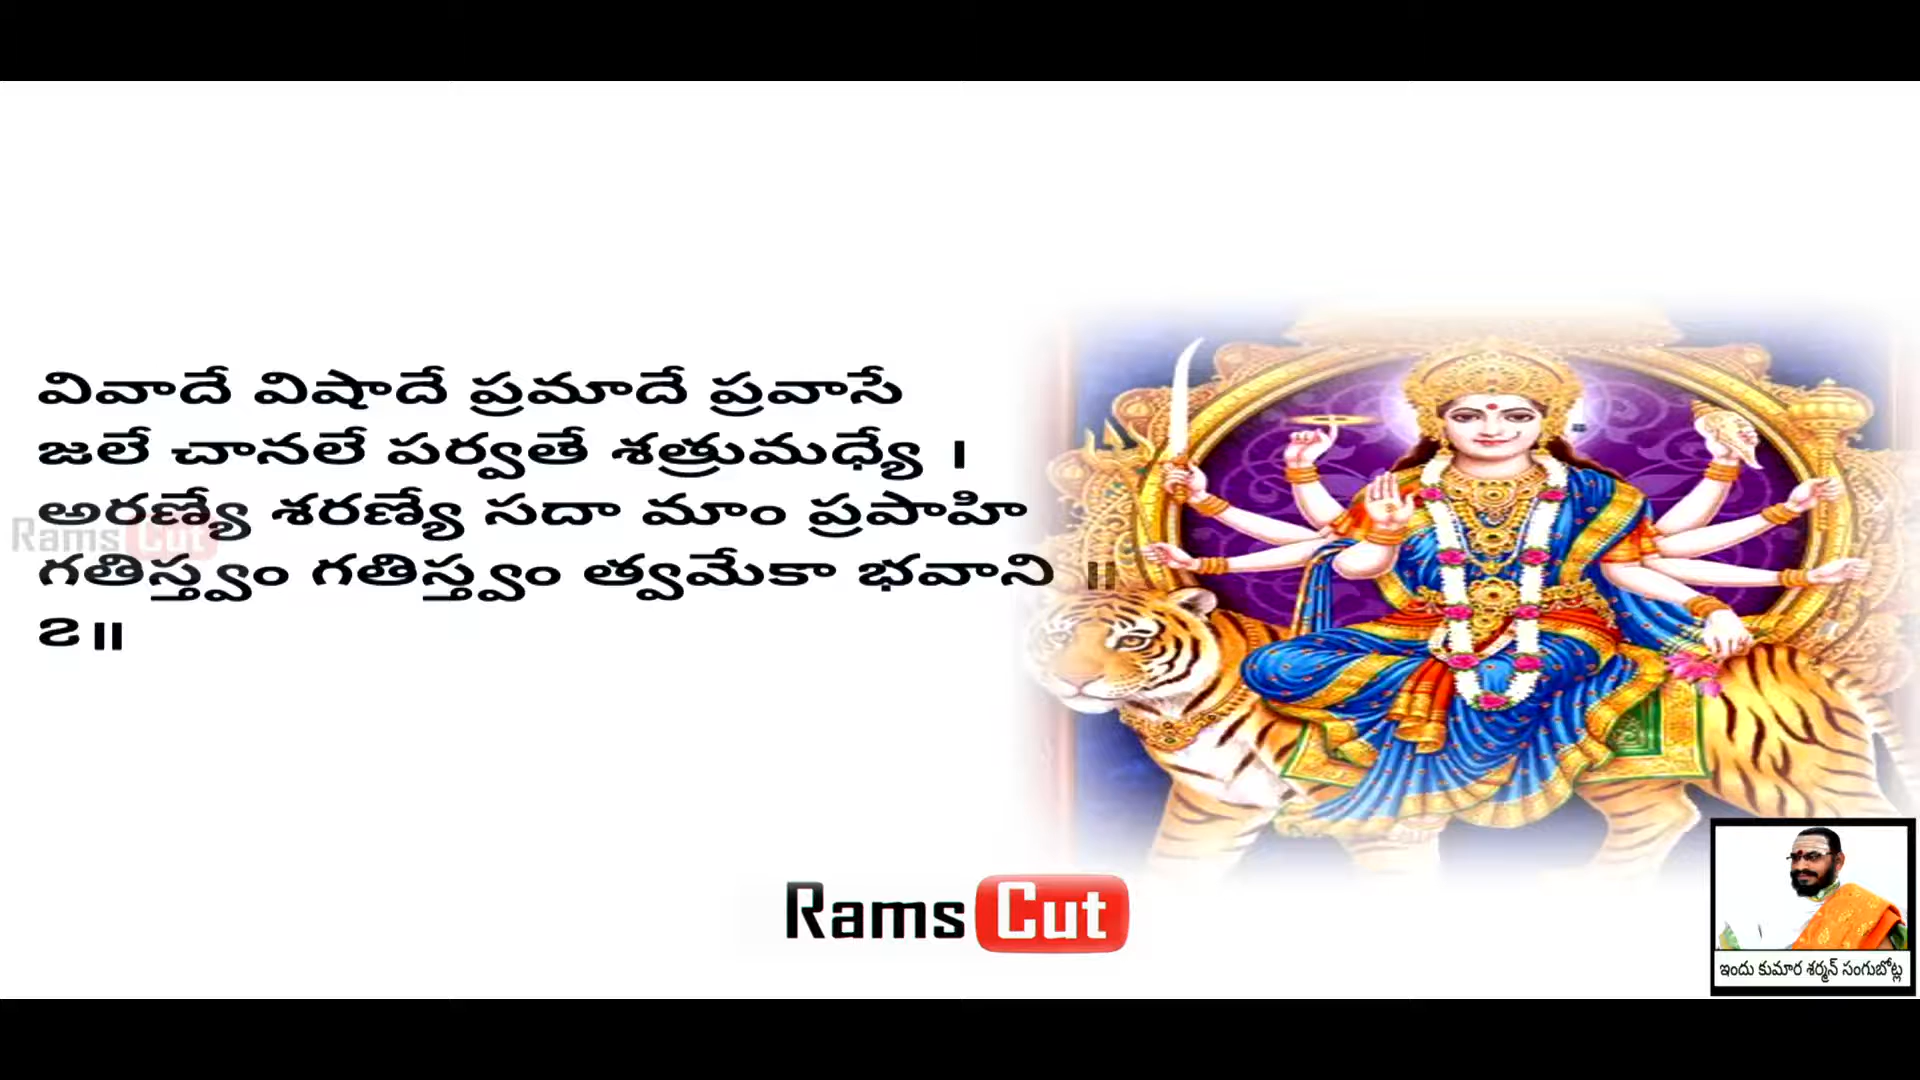 వివాదే విషాదే ప్రమాదే ప్రవాసే
జలే చానలే పర్వతే శత్రుమధ్యే ।
అరణ్యే శరణ్యే సదా మాం ప్రపాహి
గతిస్త్వం గతిస్త్వం త్వమేకా భవాని ॥
౭॥
Rams Cut
Rams Cut
ఇందు కుమార శర్మన్ సంగుబోట్ల